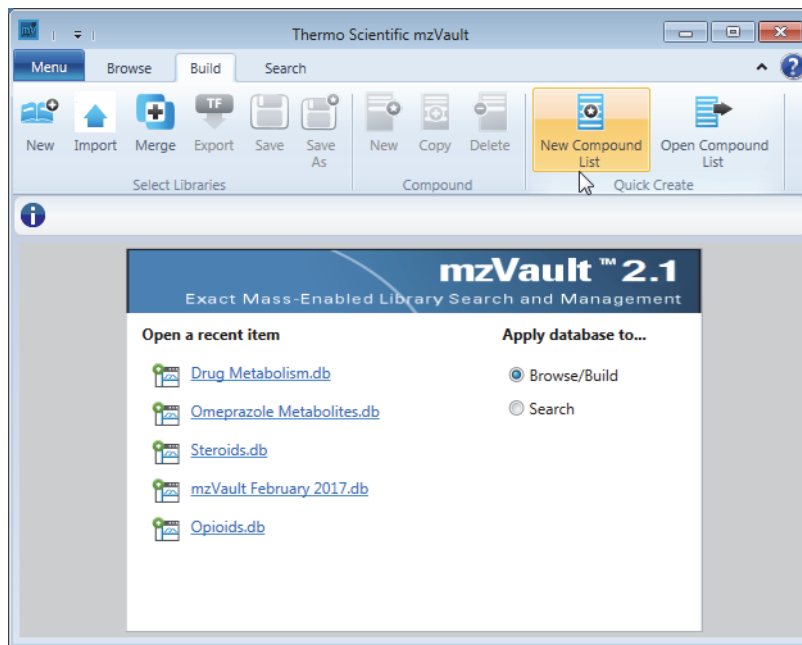 Thermo Scientific mzVault
Menu Browse Build Search
New Import Merge Export Save Save As New Copy Delete New Compound List Open Compound List
Select Libraries Compound Quick Create
mzVault ™ 2.1
Exact Mass-Enabled Library Search and Management
Open a recent item Apply database to...
Drug Metabolism.db Browse/Build
Omeprazole Metabolites.db Search
Steroids.db
mzVault February 2017.db
Opioids.db